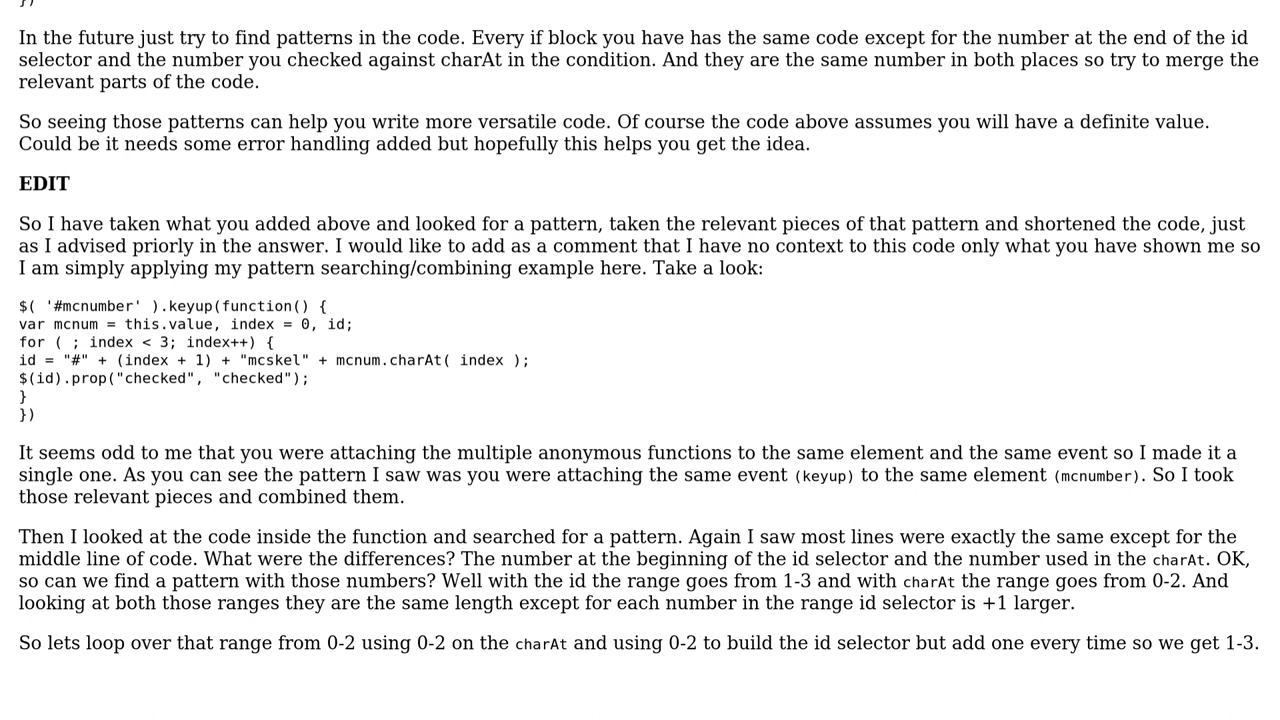 })
In the future just try to find patterns in the code. Every if block you have has the same code except for the number at the end of the id
selector and the number you checked against charAt in the condition. And they are the same number in both places so try to merge the
relevant parts of the code.
So seeing those patterns can help you write more versatile code. Of course the code above assumes you will have a definite value.
Could be it needs some error handling added but hopefully this helps you get the idea.
EDIT
So I have taken what you added above and looked for a pattern, taken the relevant pieces of that pattern and shortened the code, just
as I advised priorly in the answer. I would like to add as a comment that I have no context to this code only what you have shown me so
I am simply applying my pattern searching/combining example here. Take a look:
$( '#mcnumber' ).keyup(function() {
var mcnum = this.value, index = 0, id;
for ( ; index < 3; index++) {
id = "#" + (index + 1) + "mcskel" + mcnum.charAt( index );
$(id).prop("checked", "checked");
}
})
It seems odd to me that you were attaching the multiple anonymous functions to the same element and the same event so I made it a
single one. As you can see the pattern I saw was you were attaching the same event (keyup) to the same element (mcnumber). So I took
those relevant pieces and combined them.
Then I looked at the code inside the function and searched for a pattern. Again I saw most lines were exactly the same except for the
middle line of code. What were the differences? The number at the beginning of the id selector and the number used in the charAt. OK,
so can we find a pattern with those numbers? Well with the id the range goes from 1-3 and with charAt the range goes from 0-2. And
looking at both those ranges they are the same length except for each number in the range id selector is +1 larger.
So lets loop over that range from 0-2 using 0-2 on the charAt and using 0-2 to build the id selector but add one every time so we get 1-3.